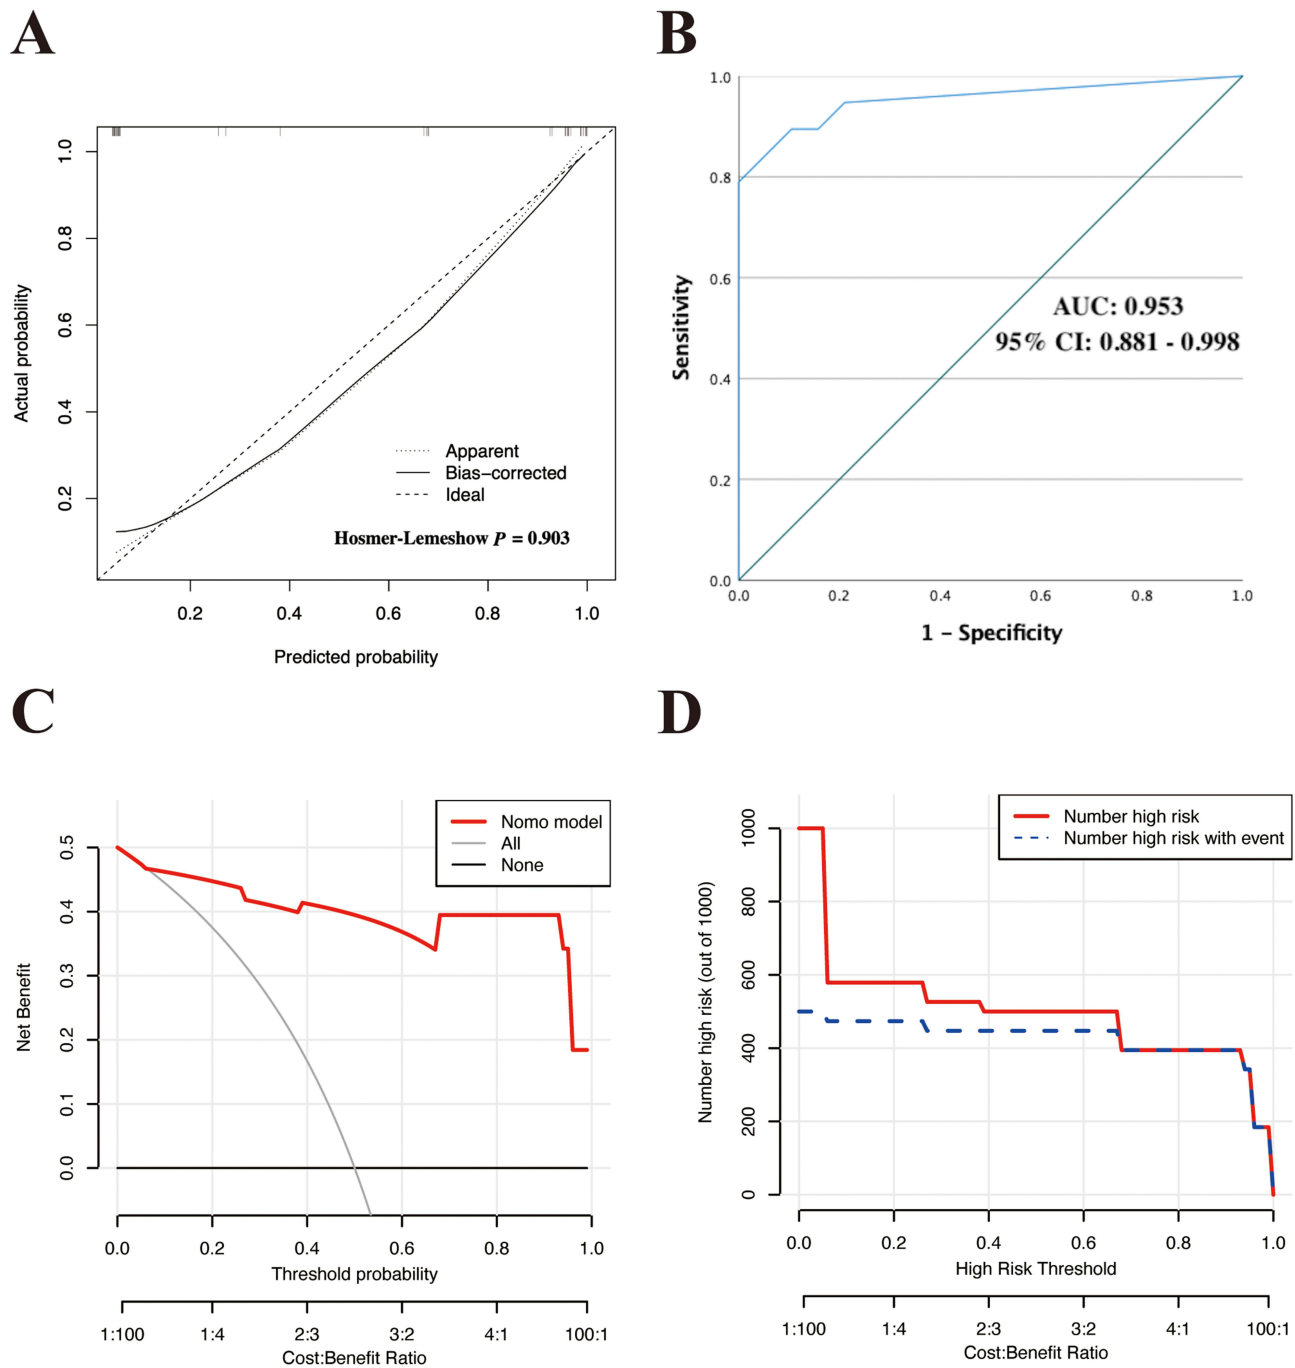 A
1.0
0.8
0.6
0.4
0.2
Actual probability
Apparent
Bias-corrected
Ideal
Hosmer-Lemeshow P = 0.903
0.2 0.4 0.6 0.8 1.0
Predicted probability
B
1.0
0.8
0.6
0.4
0.2
0.0
Sensitivity
AUC: 0.953
95% CI: 0.881 - 0.998
0.0 0.2 0.4 0.6 0.8 1.0
1 - Specificity
C
Nomo model
All
None
0.5
0.4
0.3
0.2
0.1
0.0
Net Benefit
0.0 0.2 0.4 0.6 0.8 1.0
Threshold probability
1:100 1:4 2:3 3:2 4:1 100:1
Cost:Benefit Ratio
D
Number high risk
Number high risk with event
1000
800
600
400
200
0
Number high risk (out of 1000)
0.0 0.2 0.4 0.6 0.8 1.0
High Risk Threshold
1:100 1:4 2:3 3:2 4:1 100:1
Cost:Benefit Ratio